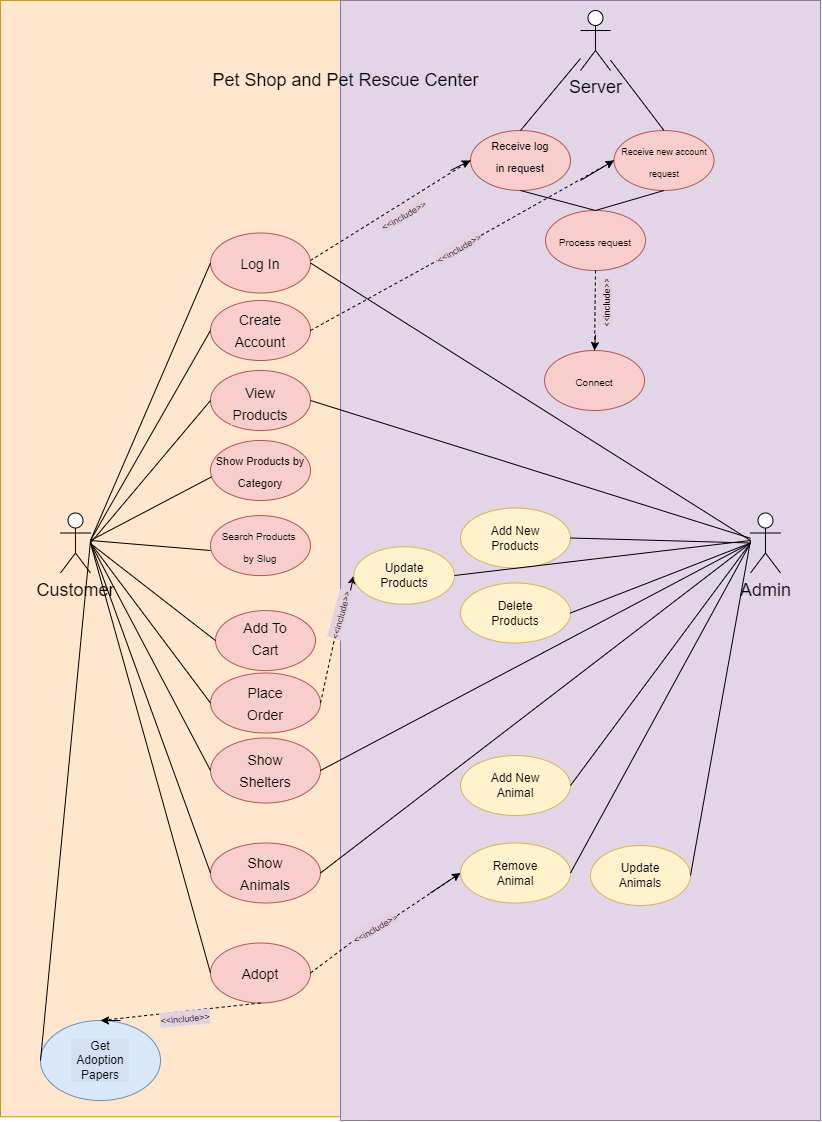 Pet Shop and Pet Rescue Center
Server
Receive log
in request
Receive new account
request
<<include>>
<<include>>
Process request
<<include>>
Connect
Log In
Create
Account
View
Products
Show Products by
Category
Search Products
by Slug
Customer
Admin
Add New
Products
Update
Products
Delete
Products
<<include>>
Add To
Cart
Place
Order
Show
Shelters
Add New
Animal
Show
Animals
Remove
Animal
Update
Animals
<<include>>
Adopt
<<include>>
Get
Adoption
Papers